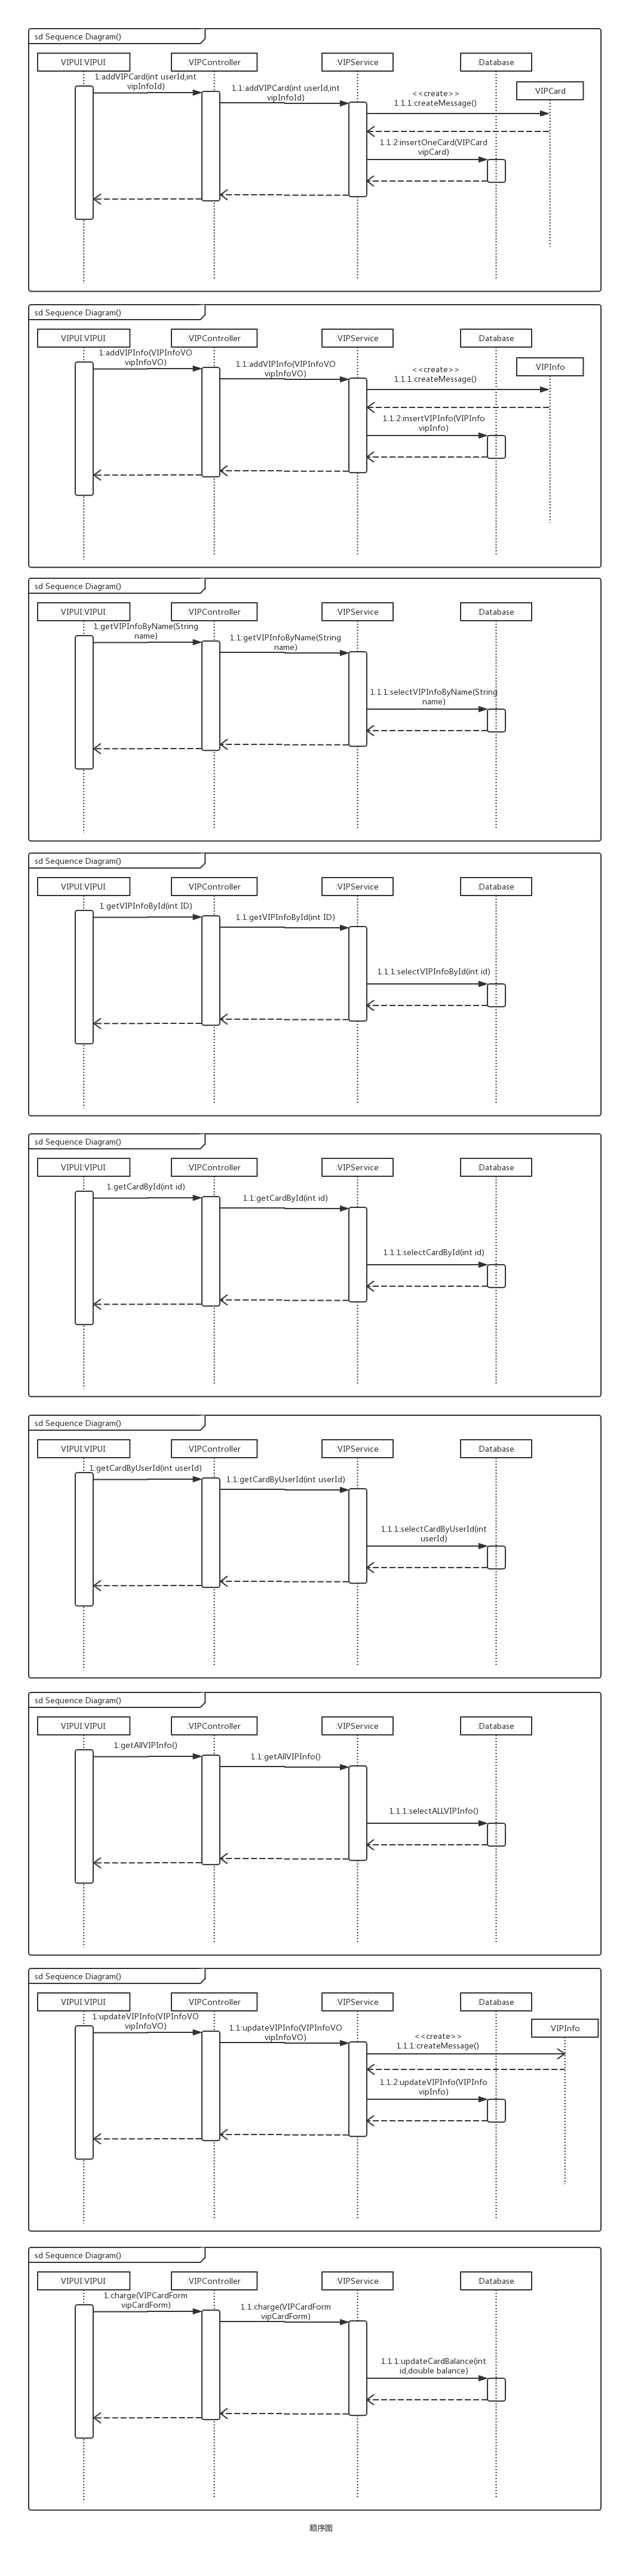 sd Sequence Diagram()
VIPUI:VIPUI
:VIPController
:VIPService
:Database
:VIPCard
1:addVIPCard(int userId,int
vipInfoId)
1.1:addVIPCard(int userId,int
vipInfoId)
<<create>>
1.1.1:createMessage()
1.1.2:insertOneCard(VIPCard
vipCard)
sd Sequence Diagram()
VIPUI:VIPUI
:VIPController
:VIPService
:Database
:VIPInfo
1:addVIPInfo(VIPInfoVO
vipInfoVO)
1.1:addVIPInfo(VIPInfoVO
vipInfoVO)
<<create>>
1.1.1:createMessage()
1.1.2:insertVIPInfo(VIPInfo
vipInfo)
sd Sequence Diagram()
VIPUI:VIPUI
:VIPController
:VIPService
:Database
1:getVIPInfoByName(String
name)
1.1:getVIPInfoByName(String
name)
1.1.1:selectVIPInfoByName(String
name)
sd Sequence Diagram()
VIPUI:VIPUI
:VIPController
:VIPService
:Database
1:getVIPInfoById(int ID)
1.1:getVIPInfoById(int ID)
1.1.1:selectVIPInfoById(int id)
sd Sequence Diagram()
VIPUI:VIPUI
:VIPController
:VIPService
:Database
1:getCardById(int id)
1.1:getCardById(int id)
1.1.1:selectCardById(int id)
sd Sequence Diagram()
VIPUI:VIPUI
:VIPController
:VIPService
:Database
1:getCardByUserId(int userId)
1.1:getCardByUserId(int userId)
1.1.1:selectCardByUserId(int
userId)
sd Sequence Diagram()
VIPUI:VIPUI
:VIPController
:VIPService
:Database
1:getAllVIPInfo()
1.1:getAllVIPInfo()
1.1.1:selectALLVIPInfo()
sd Sequence Diagram()
VIPUI:VIPUI
:VIPController
:VIPService
:Database
:VIPInfo
1:updateVIPInfo(VIPInfoVO
vipInfoVO)
1.1:updateVIPInfo(VIPInfoVO
vipInfoVO)
<<create>>
1.1.1:createMessage()
1.1.2:updateVIPInfo(VIPInfo
vipInfo)
sd Sequence Diagram()
VIPUI:VIPUI
:VIPController
:VIPService
:Database
1:charge(VIPCardForm
vipCardForm)
1.1:charge(VIPCardForm
vipCardForm)
1.1.1:updateCardBalance(int
id,double balance)
顺序图